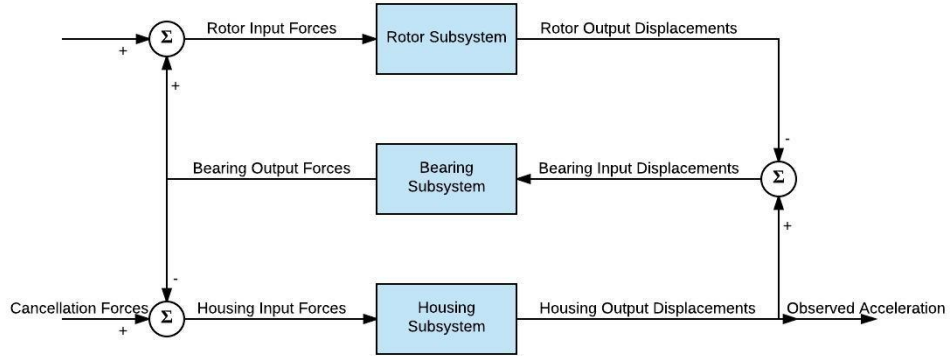 Rotor Input Forces
Rotor Subsystem
Rotor Output Displacements
Σ
+
+
-
Bearing Output Forces
Bearing
Subsystem
Bearing Input Displacements
Σ
+
-
Cancellation Forces
Σ
+
Housing Input Forces
Housing
Subsystem
Housing Output Displacements
Observed Acceleration